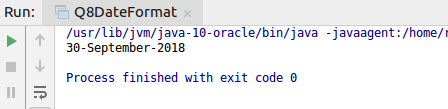 Run: Q8DateFormat ×
/usr/lib/jvm/java-10-oracle/bin/java -javaagent:/home/
30-September-2018
Process finished with exit code 0